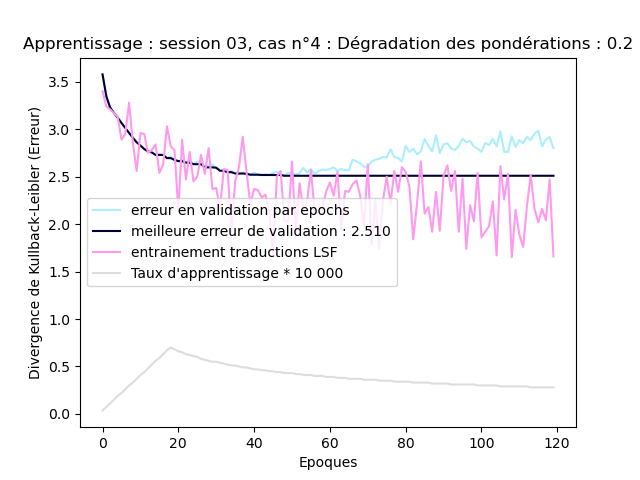 Apprentissage : session 03, cas n°4 : Dégradation des pondérations : 0.2
Divergence de Kullback-Leibler (Erreur)
3.5
3.0
2.5
2.0
1.5
1.0
0.5
0.0
erreur en validation par epochs
meilleure erreur de validation : 2.510
entrainement traductions LSF
Taux d'apprentissage * 10 000
0 20 40 60 80 100 120
Epoques